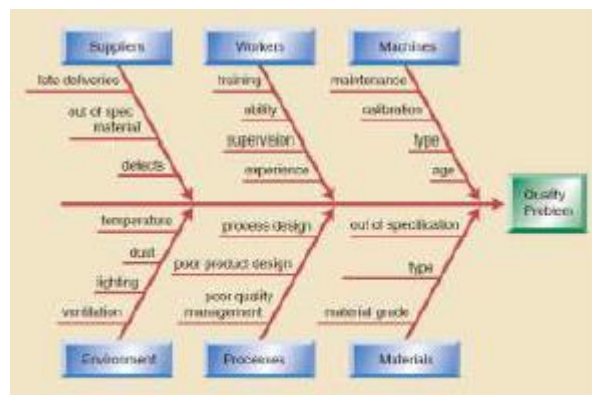 Suppliers
Workers
Machines
late deliveries
out of spec
material
defects
training
ability
supervision
experience
maintenance
calibration
type
age
Quality
Problem
temperature
dust
lighting
ventilation
process design
poor product design
poor quality
management
out of specification
type
material grade
Environment
Processes
Materials